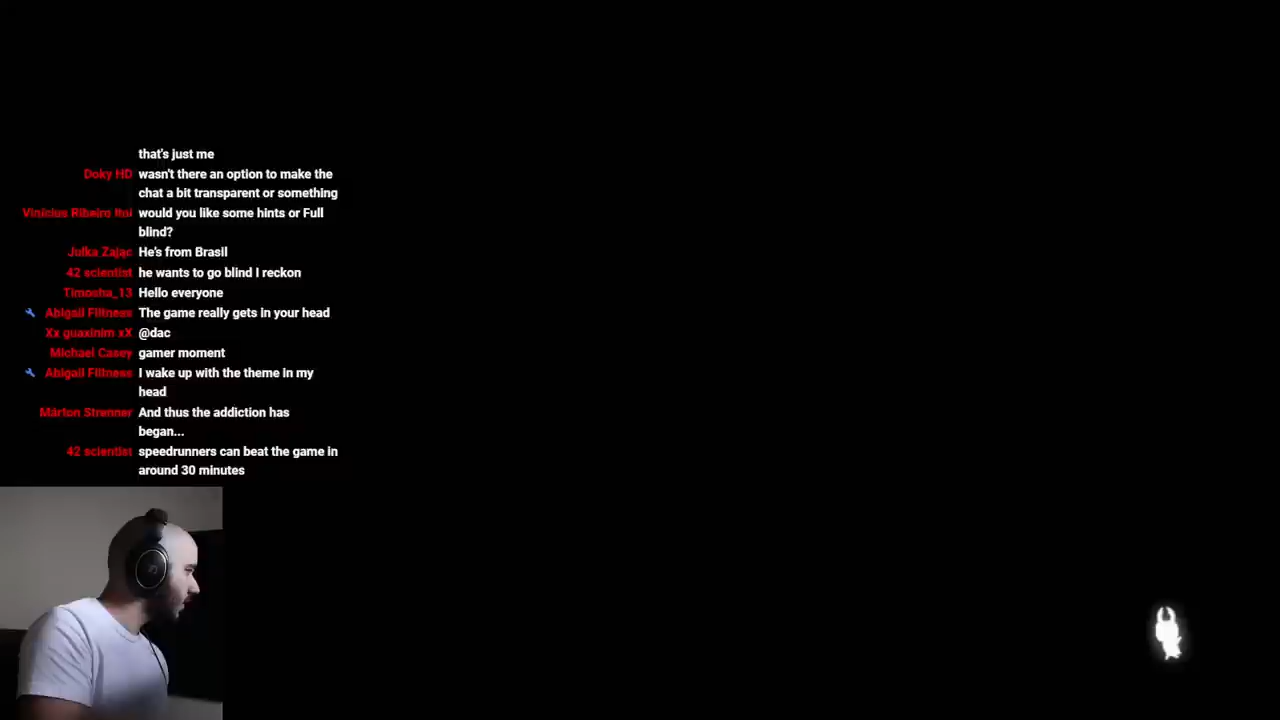 that's just me
Doky HD wasn't there an option to make the
chat a bit transparent or something
Vinicius Ribeiro Itui would you like some hints or Full
blind?
Julka Zając He's from Brasil
42 scientist he wants to go blind I reckon
Timosha_13 Hello everyone
Abigail Fiitness The game really gets in your head
Xx guaxinim xX @dac
Michael Casey gamer moment
Abigail Fiitness I wake up with the theme in my
head
Márton Strenner And thus the addiction has
began...
42 scientist speedrunners can beat the game in
around 30 minutes